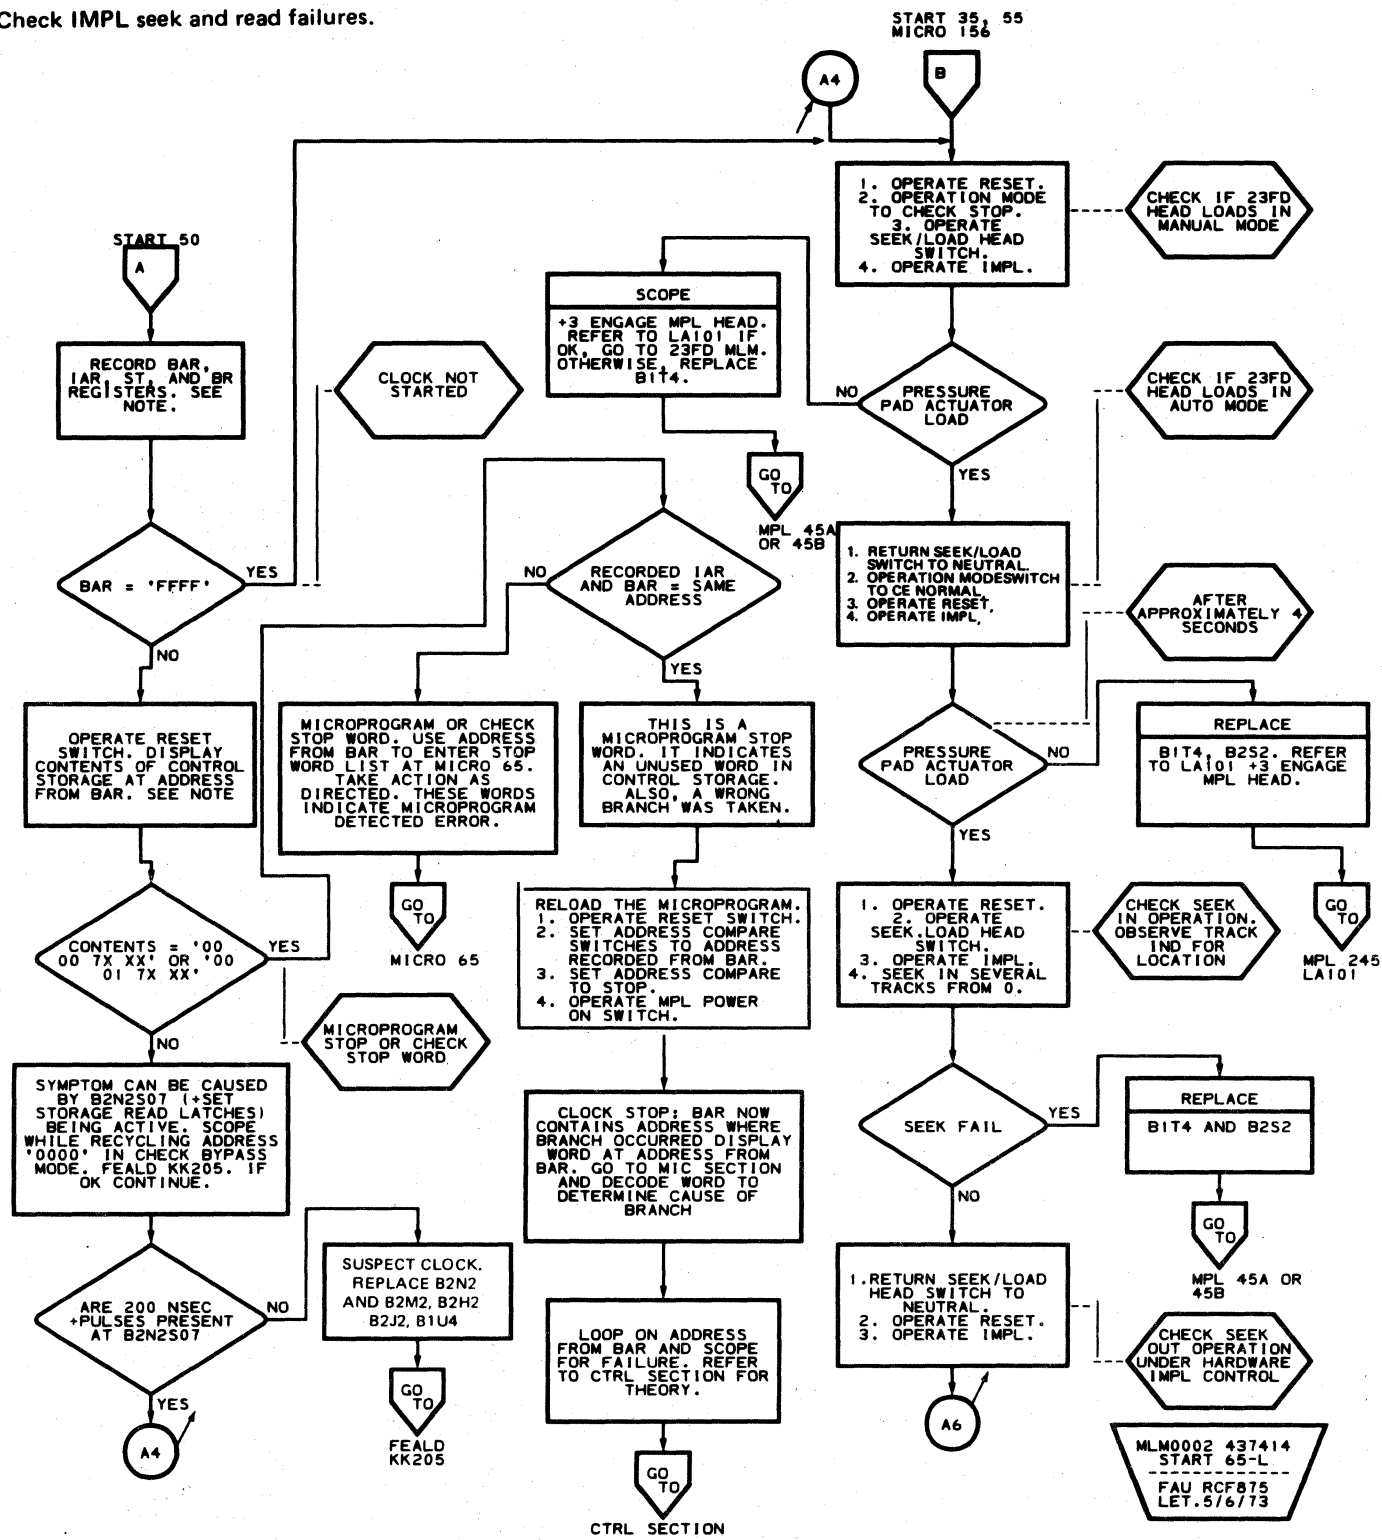 Check IMPL seek and read failures.
START 35, 55
MICRO 156
A4
B
1. OPERATE RESET.
2. OPERATION MODE
TO CHECK STOP.
3. OPERATE
SEEK/LOAD HEAD
SWITCH.
4. OPERATE IMPL.
CHECK IF 23FD
HEAD LOADS IN
MANUAL MODE
START 50
A
SCOPE
+3 ENGAGE MPL HEAD.
REFER TO LA101 IF
OK, GO TO 23FD MLM.
OTHERWISE, REPLACE
B1T4.
RECORD BAR,
IAR, ST, AND BR
REGISTERS. SEE
NOTE.
CLOCK NOT
STARTED
NO
PRESSURE
PAD ACTUATOR
LOAD
YES
CHECK IF 23FD
HEAD LOADS IN
AUTO MODE
GO
TO
MPL 45A
OR 45B
BAR = 'FFFF'
YES
NO
NO
RECORDED IAR
AND BAR = SAME
ADDRESS
YES
1. RETURN SEEK/LOAD
SWITCH TO NEUTRAL.
2. OPERATION MODESWITCH
TO CE NORMAL.
3. OPERATE RESET.
4. OPERATE IMPL.
AFTER
APPROXIMATELY 4
SECONDS
OPERATE RESET
SWITCH. DISPLAY
CONTENTS OF CONTROL
STORAGE AT ADDRESS
FROM BAR. SEE NOTE
MICROPROGRAM OR CHECK
STOP WORD. USE ADDRESS
FROM BAR TO ENTER STOP
WORD LIST AT MICRO 65.
TAKE ACTION AS
DIRECTED. THESE WORDS
INDICATE MICROPROGRAM
DETECTED ERROR.
THIS IS A
MICROPROGRAM STOP
WORD. IT INDICATES
AN UNUSED WORD IN
CONTROL STORAGE.
ALSO, A WRONG
BRANCH WAS TAKEN.
PRESSURE
PAD ACTUATOR
LOAD
NO
YES
REPLACE
B1T4, B2S2. REFER
TO LA101 +3 ENGAGE
MPL HEAD.
GO
TO
MPL 245
LA101
CONTENTS = '00
00 7X XX' OR '00
01 7X XX'
YES
NO
GO
TO
MICRO 65
MICROPROGRAM
STOP OR CHECK
STOP WORD
RELOAD THE MICROPROGRAM.
1. OPERATE RESET SWITCH.
2. SET ADDRESS COMPARE
SWITCHES TO ADDRESS
RECORDED FROM BAR.
3. SET ADDRESS COMPARE
TO STOP.
4. OPERATE MPL POWER
ON SWITCH.
1. OPERATE RESET.
2. OPERATE
SEEK.LOAD HEAD
SWITCH.
3. OPERATE IMPL.
4. SEEK IN SEVERAL
TRACKS FROM 0.
CHECK SEEK
IN OPERATION.
OBSERVE TRACK
IND FOR
LOCATION
SYMPTOM CAN BE CAUSED
BY B2N2S07 (+SET
STORAGE READ LATCHES)
BEING ACTIVE. SCOPE
WHILE RECYCLING ADDRESS
'0000' IN CHECK BYPASS
MODE. FEALD KK205. IF
OK CONTINUE.
CLOCK STOP: BAR NOW
CONTAINS ADDRESS WHERE
BRANCH OCCURRED DISPLAY
WORD AT ADDRESS FROM
BAR. GO TO MIC SECTION
AND DECODE WORD TO
DETERMINE CAUSE OF
BRANCH
SEEK FAIL
YES
NO
REPLACE
B1T4 AND B2S2
GO
TO
MPL 45A OR
45B
ARE 200 NSEC
+PULSES PRESENT
AT B2N2S07
NO
YES
A4
SUSPECT CLOCK.
REPLACE B2N2
AND B2M2, B2H2
B2J2, B1U4
GO
TO
FEALD
KK205
LOOP ON ADDRESS
FROM BAR AND SCOPE
FOR FAILURE. REFER
TO CTRL SECTION FOR
THEORY.
GO
TO
CTRL SECTION
1.RETURN SEEK/LOAD
HEAD SWITCH TO
NEUTRAL.
2. OPERATE RESET.
3. OPERATE IMPL.
A6
CHECK SEEK
OUT OPERATION
UNDER HARDWARE
IMPL CONTROL
MLM0002 437414
START 65-L
FAU RCF875
LET.5/6/73